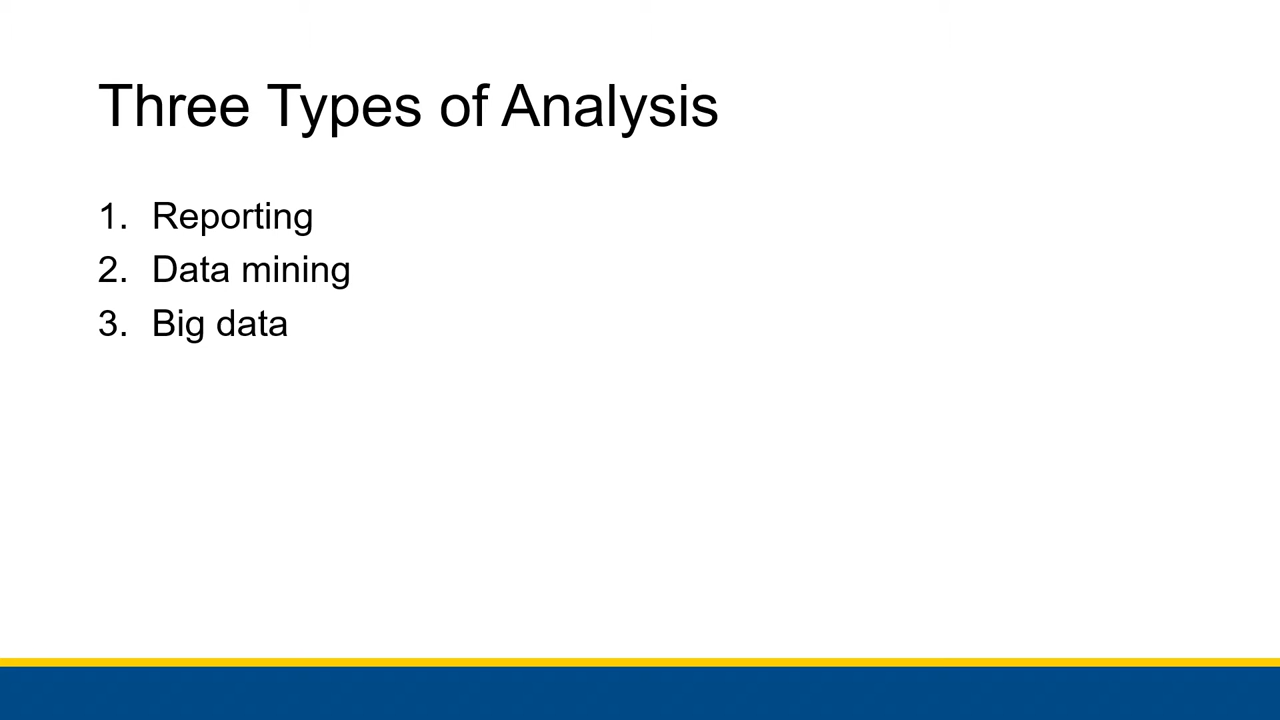 Three Types of Analysis
1. Reporting
2. Data mining
3. Big data